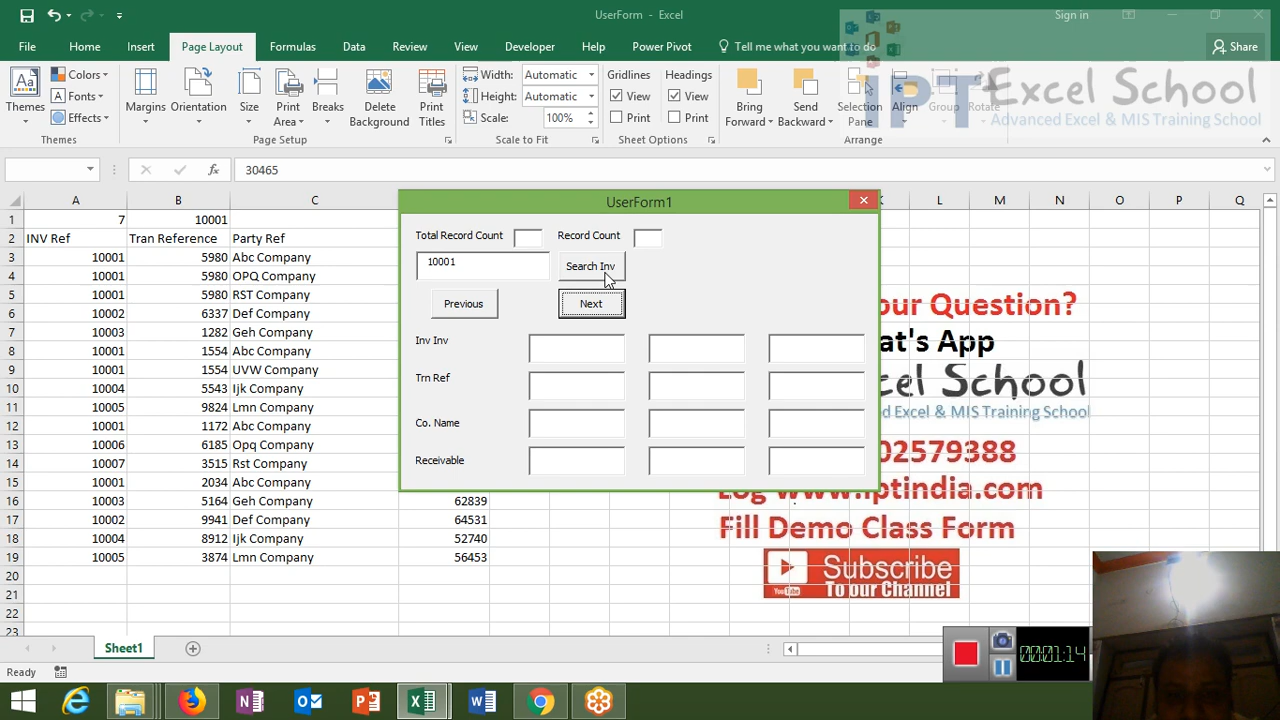 UserForm - Excel
Sign in
File Home Insert Page Layout Formulas Data Review View Developer Help Power Pivot Tell me what you want to do Share
Themes Colors Fonts Effects Themes
Margins Orientation Size Print Area Breaks Delete Background Print Titles Page Setup
Width: Automatic Height: Automatic Scale: 100% Scale to Fit
Gridlines View Print Headings View Print Sheet Options
Bring Forward Send Backward Selection Pane Align Group Rotate Arrange
IPT Excel School
Advanced Excel & MIS Training School
fx 30465
A B C K L M N O P Q
1 7 10001
2 INV Ref Tran Reference Party Ref
3 10001 5980 Abc Company
4 10001 5980 OPQ Company
5 10001 5980 RST Company
6 10002 6337 Def Company
7 10003 1282 Geh Company
8 10001 1554 Abc Company
9 10001 1554 UVW Company
10 10004 5543 Ijk Company
11 10005 9824 Lmn Company
12 10001 1172 Abc Company
13 10006 6185 Opq Company
14 10007 3515 Rst Company
15 10001 2034 Abc Company
16 10003 5164 Geh Company 62839
17 10002 9941 Def Company 64531
18 10004 8912 Ijk Company 52740
19 10005 3874 Lmn Company 56453
20
21
22
23
UserForm1
Total Record Count Record Count
10001 Search Inv
Previous Next
Inv Inv
Trn Ref
Co. Name
Receivable
our Question?
at's App
cel School
ed Excel & MIS Training School
02579388
Log www.iptindia.com
Fill Demo Class Form
Subscribe
YouTube To our Channel
Sheet1
Ready
00:01:14